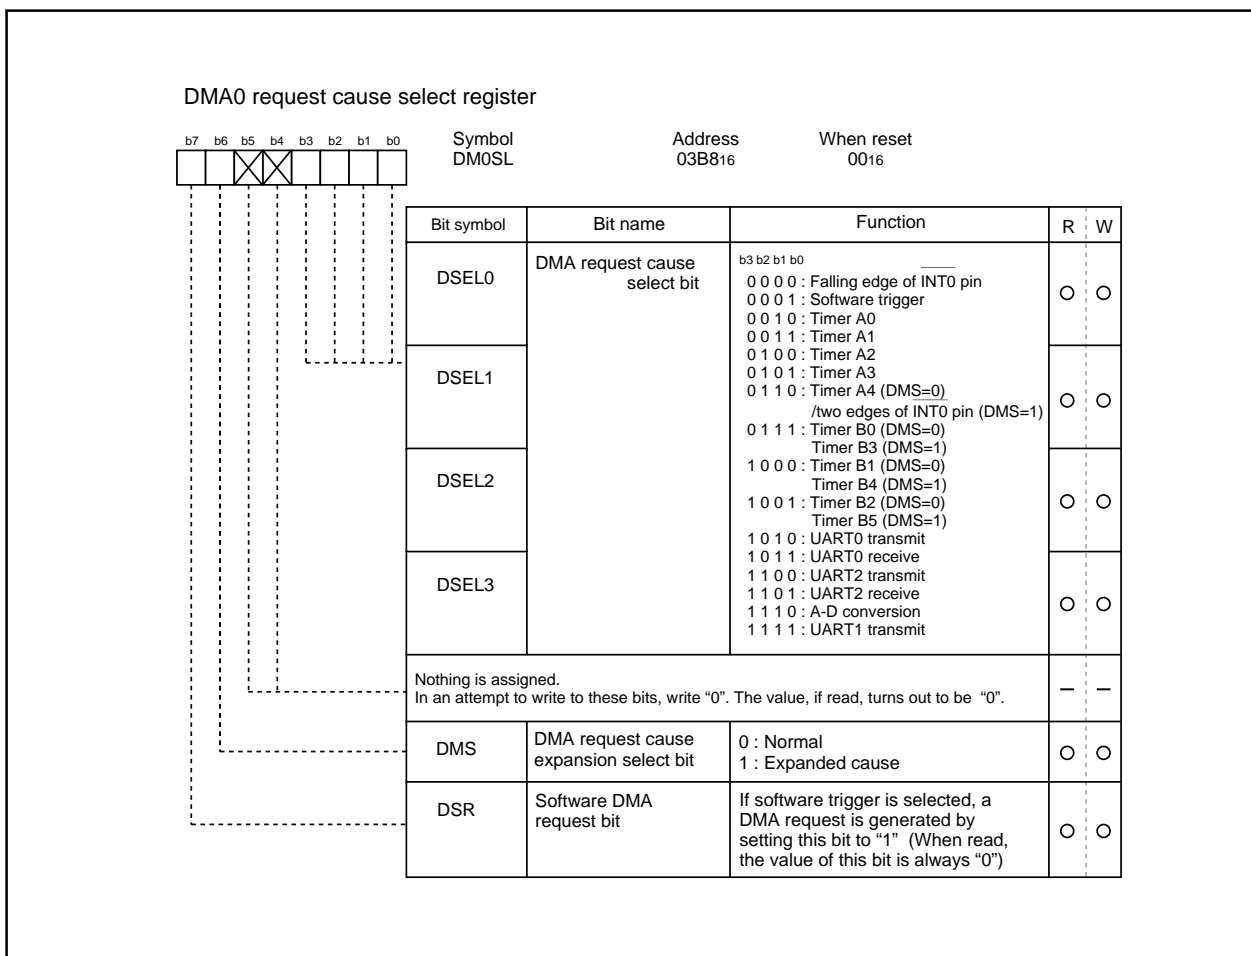 DMA0 request cause select register
b7 b6 b5 b4 b3 b2 b1 b0
Symbol Address When reset
DM0SL 03B816 0016
Bit symbol Bit name Function R W
DSEL0
DSEL1
DSEL2
DSEL3
DMA request cause
select bit
b3 b2 b1 b0
0 0 0 0 : Falling edge of INT0 pin
0 0 0 1 : Software trigger
0 0 1 0 : Timer A0
0 0 1 1 : Timer A1
0 1 0 0 : Timer A2
0 1 0 1 : Timer A3
0 1 1 0 : Timer A4 (DMS=0)
/two edges of INT0 pin (DMS=1)
0 1 1 1 : Timer B0 (DMS=0)
Timer B3 (DMS=1)
1 0 0 0 : Timer B1 (DMS=0)
Timer B4 (DMS=1)
1 0 0 1 : Timer B2 (DMS=0)
Timer B5 (DMS=1)
1 0 1 0 : UART0 transmit
1 0 1 1 : UART0 receive
1 1 0 0 : UART2 transmit
1 1 0 1 : UART2 receive
1 1 1 0 : A-D conversion
1 1 1 1 : UART1 transmit
Nothing is assigned.
In an attempt to write to these bits, write “0”. The value, if read, turns out to be “0”.
– –
DMS
DMA request cause
expansion select bit
0 : Normal
1 : Expanded cause
DSR
Software DMA
request bit
If software trigger is selected, a
DMA request is generated by
setting this bit to “1” (When read,
the value of this bit is always “0”)